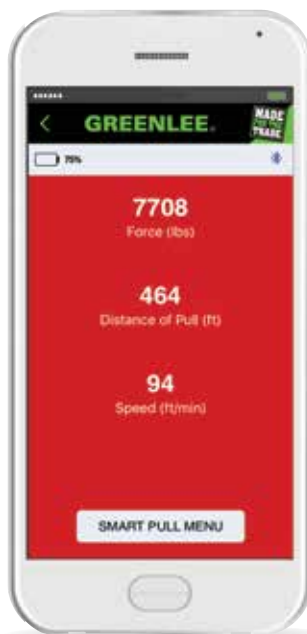 GREENLEE.
MADE
FOR THE
TRADE
76%
7708
Force (lbs)
464
Distance of Pull (ft)
94
Speed (ft/min)
SMART PULL MENU